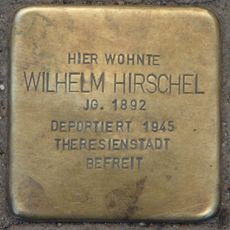 HIER WOHNTE
WILHELM HIRSCHEL
JG. 1892
DEPORTIERT 1945
THERESIENSTADT
BEFREIT